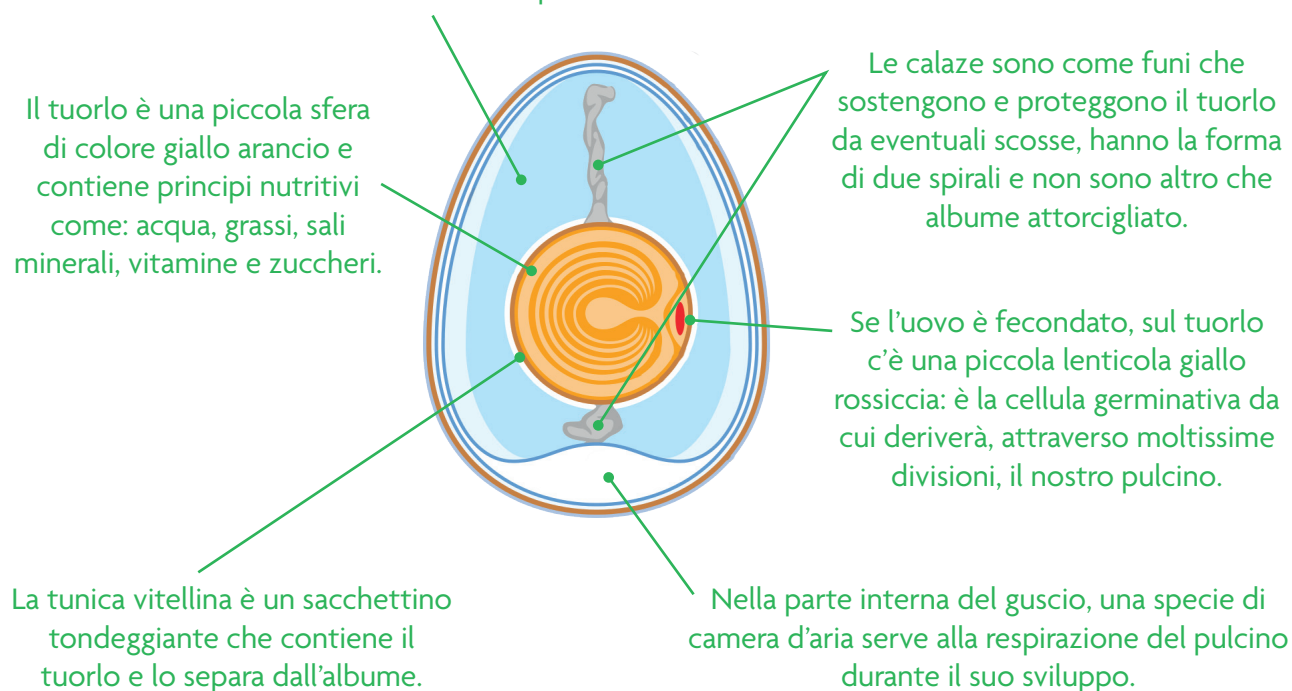 Il tuorlo è una piccola sfera
di colore giallo arancio e
contiene principi nutritivi
come: acqua, grassi, sali
minerali, vitamine e zuccheri.
Le calaze sono come funi che
sostengono e proteggono il tuorlo
da eventuali scosse, hanno la forma
di due spirali e non sono altro che
albume attorcigliato.
Se l'uovo è fecondato, sul tuorlo
c'è una piccola lenticola giallo
rossiccia: è la cellula germinativa da
cui deriverà, attraverso moltissime
divisioni, il nostro pulcino.
La tunica vitellina è un sacchettino
tondeggiante che contiene il
tuorlo e lo separa dall'albume.
Nella parte interna del guscio, una specie di
camera d'aria serve alla respirazione del pulcino
durante il suo sviluppo.